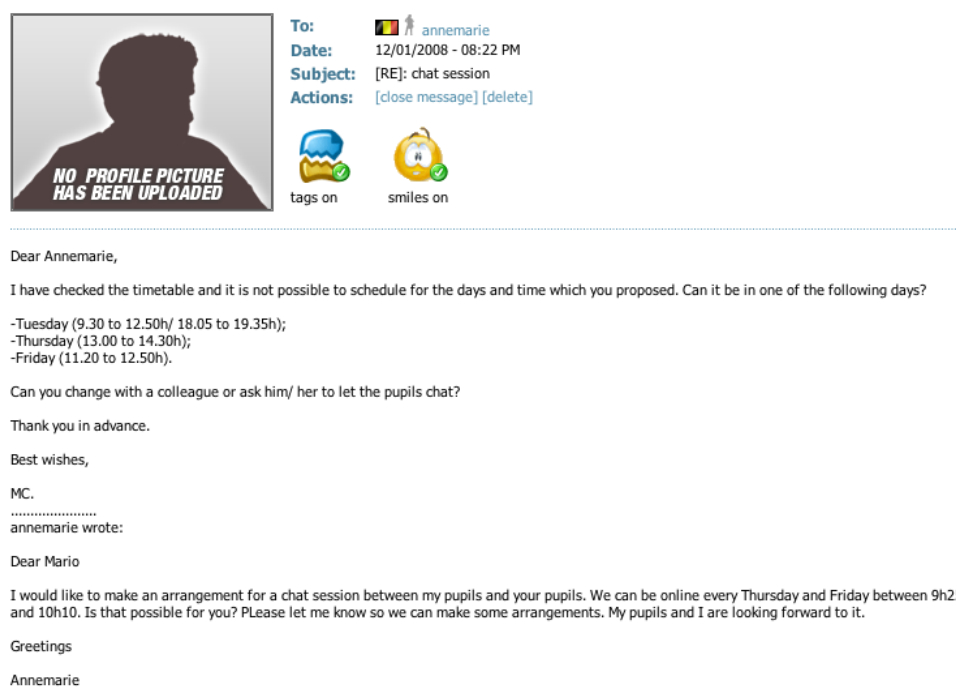 NO PROFILE PICTURE
HAS BEEN UPLOADED
To: annemarie
Date: 12/01/2008 - 08:22 PM
Subject: [RE]: chat session
Actions: [close message] [delete]
tags on smiles on
Dear Annemarie,
I have checked the timetable and it is not possible to schedule for the days and time which you proposed. Can it be in one of the following days?
-Tuesday (9.30 to 12.50h/ 18.05 to 19.35h);
-Thursday (13.00 to 14.30h);
-Friday (11.20 to 12.50h).
Can you change with a colleague or ask him/ her to let the pupils chat?
Thank you in advance.
Best wishes,
MC.
......................
annemarie wrote:
Dear Mario
I would like to make an arrangement for a chat session between my pupils and your pupils. We can be online every Thursday and Friday between
and 10h10. Is that possible for you? PLease let me know so we can make some arrangements. My pupils and I are looking forward to it.
Greetings
Annemarie